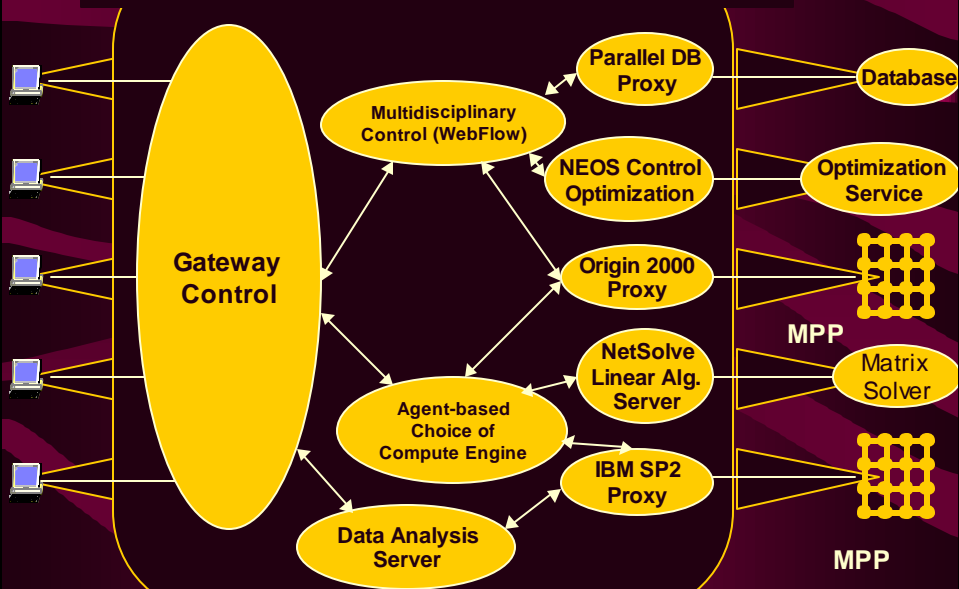 Parallel DB
Proxy
Database
Multidisciplinary
Control (WebFlow)
NEOS Control
Optimization
Optimization
Service
Gateway
Control
Origin 2000
Proxy
MPP
NetSolve
Linear Alg.
Server
Matrix
Solver
Agent-based
Choice of
Compute Engine
IBM SP2
Proxy
Data Analysis
Server
MPP